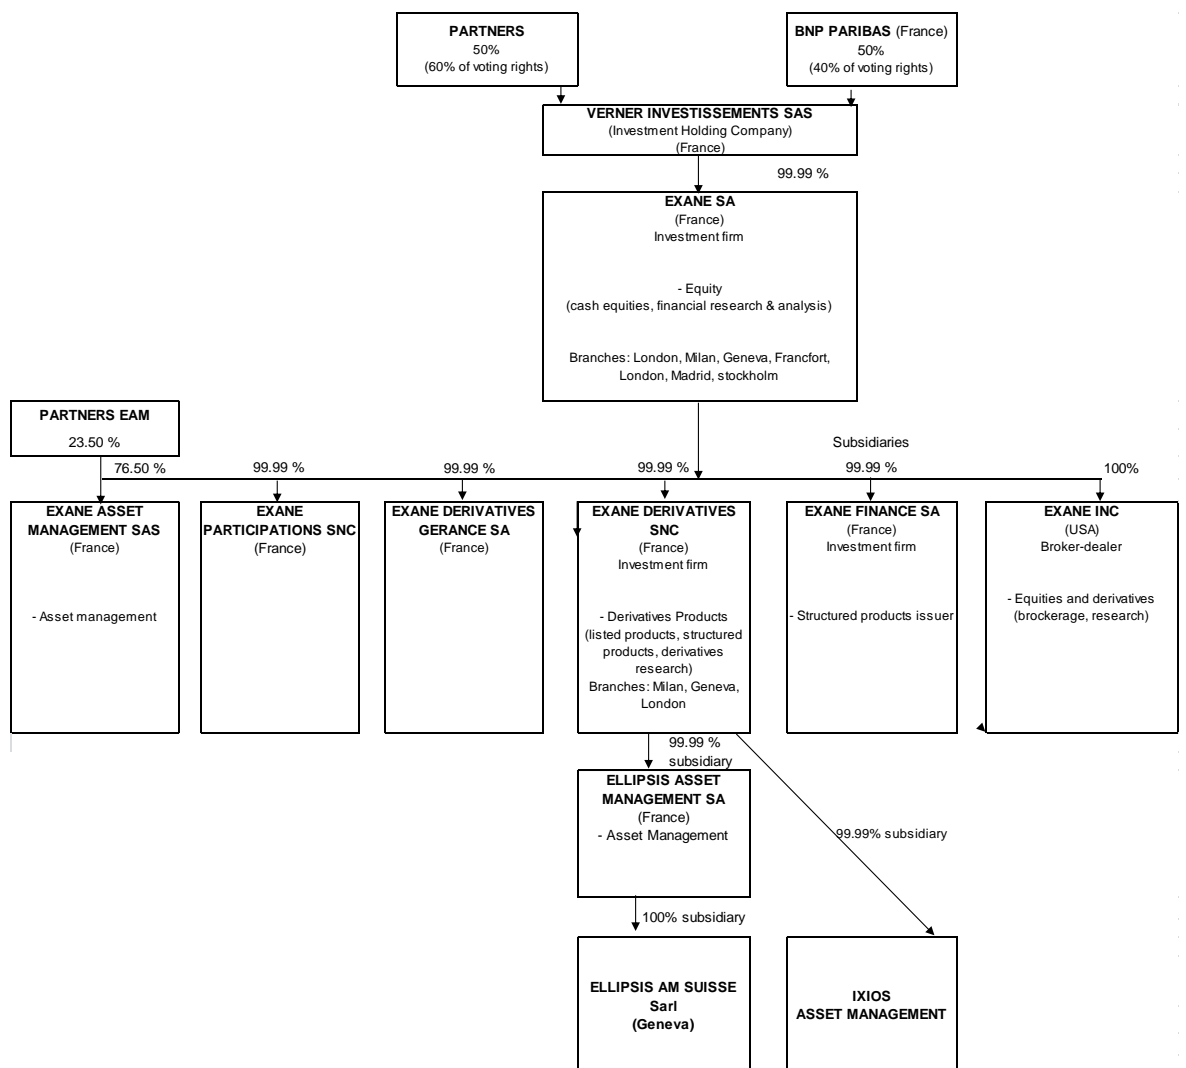 PARTNERS
50%
(60% of voting rights)
BNP PARIBAS (France)
50%
(40% of voting rights)
VERNER INVESTISSEMENTS SAS
(Investment Holding Company)
(France)
99.99 %
EXANE SA
(France)
Investment firm
- Equity
(cash equities, financial research & analysis)
Branches: London, Milan, Geneva, Francfort,
London, Madrid, stockholm
PARTNERS EAM
23.50 %
Subsidiaries
76.50 %
99.99 %
99.99 %
99.99 %
99.99 %
100%
EXANE ASSET
MANAGEMENT SAS
(France)
- Asset management
EXANE
PARTICIPATIONS SNC
(France)
EXANE DERIVATIVES
GERANCE SA
(France)
EXANE DERIVATIVES
SNC
(France)
Investment firm
- Derivatives Products
(listed products, structured
products, derivatives
research)
Branches: Milan, Geneva,
London
EXANE FINANCE SA
(France)
Investment firm
- Structured products issuer
EXANE INC
(USA)
Broker-dealer
- Equities and derivatives
(brockerage, research)
99.99 %
subsidiary
ELLIPSIS ASSET
MANAGEMENT SA
(France)
- Asset Management
99.99% subsidiary
100% subsidiary
ELLIPSIS AM SUISSE
Sarl
(Geneva)
IXIOS
ASSET MANAGEMENT